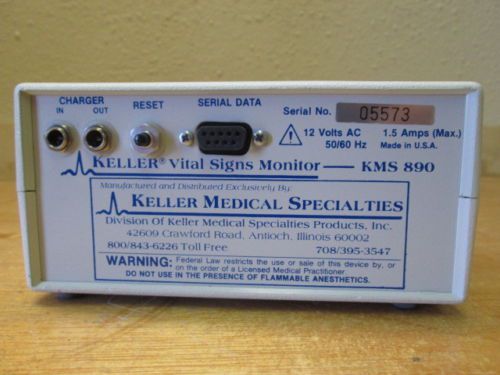 CHARGER
IN OUT
RESET
SERIAL DATA
Serial No. 05573
12 Volts AC 1.5 Amps (Max.)
50/60 Hz Made in U.S.A.
KELLER® VITAL SIGNS MONITOR — KMS 890
Manufactured and Distributed Exclusively By:
KELLER MEDICAL SPECIALTIES
Division Of Keller Medical Specialties Products, Inc.
42609 Crawford Road, Antioch, Illinois 60002
800/843-6226 Toll Free 708/395-3547
WARNING: Federal Law restricts the use or sale of this device by, or
on the order of a Licensed Medical Practitioner.
DO NOT USE IN THE PRESENCE OF FLAMMABLE ANESTHETICS.